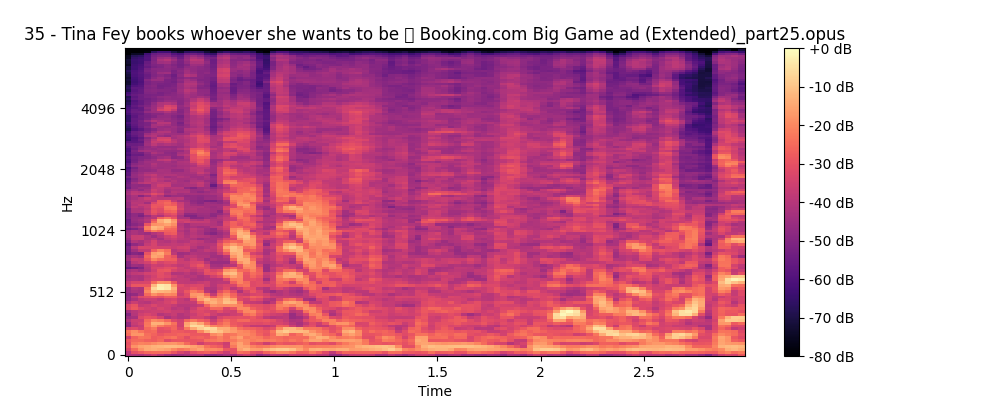 35 - Tina Fey books whoever she wants to be ▯ Booking.com Big Game ad (Extended)_part25.opus
+0 dB
4096
-10 dB
-20 dB
2048
-30 dB
Hz
1024
-40 dB
-50 dB
512
-60 dB
-70 dB
0
-80 dB
0
0.5
1
1.5
2
2.5
Time